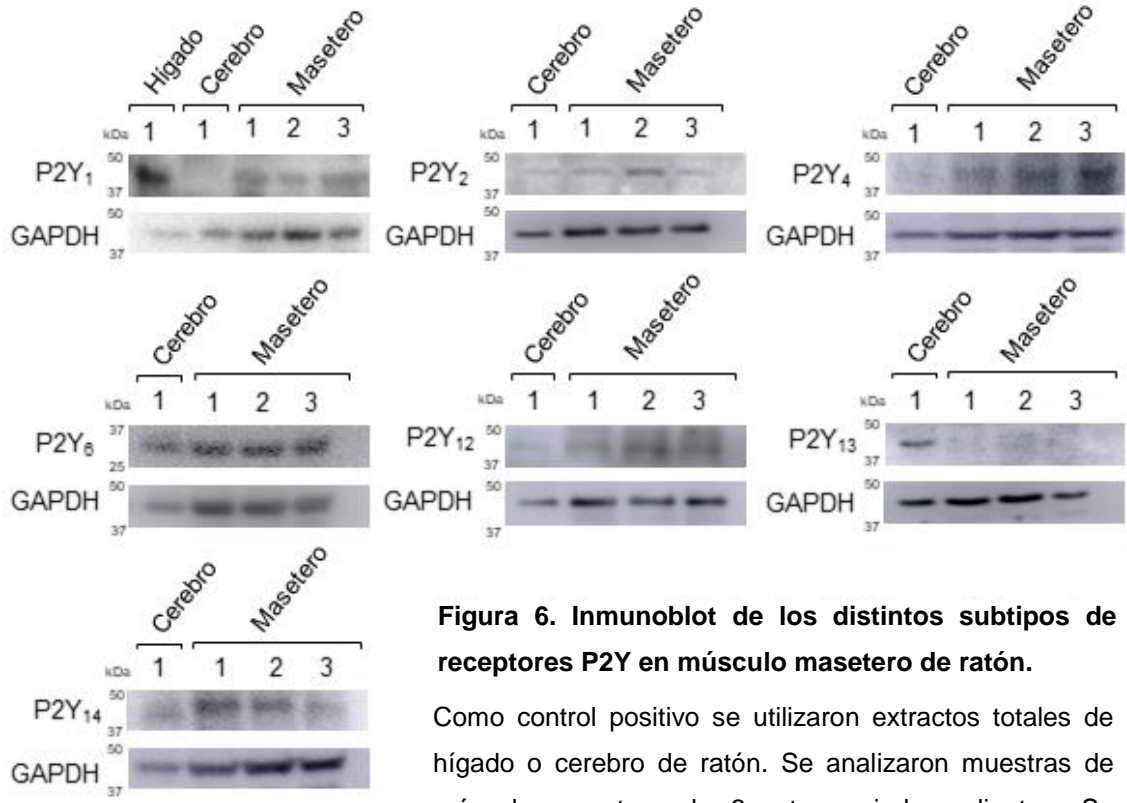 Hígado Cerebro Masetero
kDa 1 1 1 2 3
P2Y1 50 37
GAPDH 50 37
Cerebro Masetero
kDa 1 1 2 3
P2Y2 50 37
GAPDH 50 37
Cerebro Masetero
kDa 1 1 2 3
P2Y4 50 37
GAPDH 50 37
Cerebro Masetero
kDa 1 1 2 3
P2Y6 37 25
GAPDH 50 37
Cerebro Masetero
kDa 1 1 2 3
P2Y12 50 37
GAPDH 50 37
Cerebro Masetero
kDa 1 1 2 3
P2Y13 50 37
GAPDH 50 37
Cerebro Masetero
kDa 1 1 2 3
P2Y14 50 37
GAPDH 50 37
Figura 6. Inmunoblot de los distintos subtipos de
receptores P2Y en músculo masetero de ratón.
Como control positivo se utilizaron extractos totales de
hígado o cerebro de ratón. Se analizaron muestras de